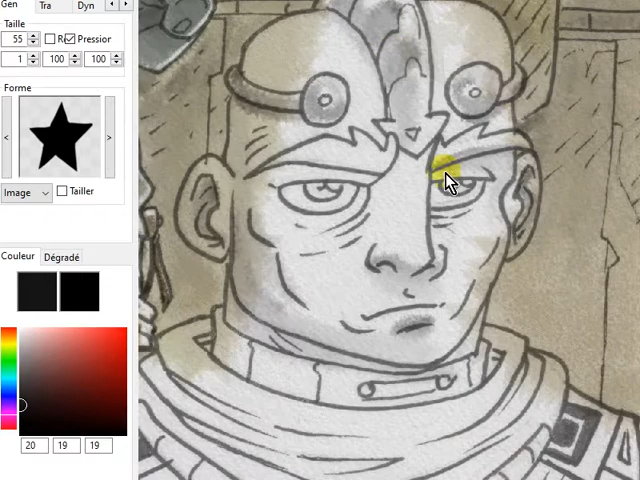 Gen Tra Dyn
Taille
55 R Pression
1 100 100
Forme
< >
Image Tailler
Couleur Dégradé
20 19 19